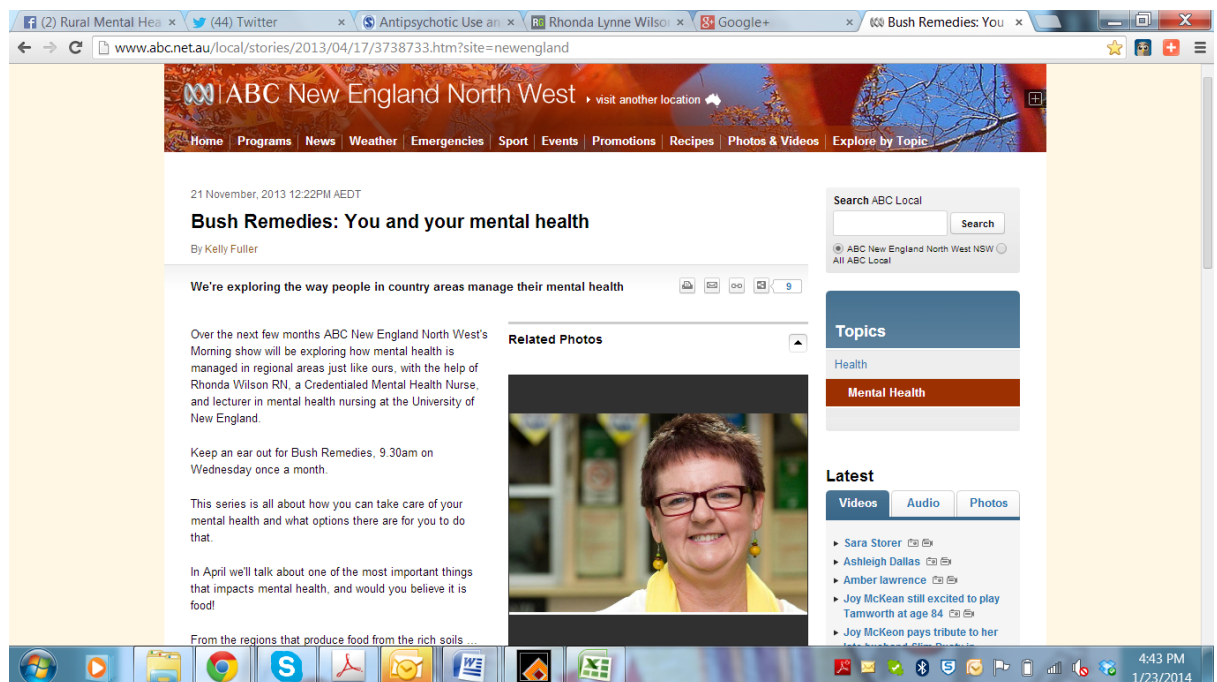 (2) Rural Mental Hea
(44) Twitter
Antipsychotic Use an
Rhonda Lynne Wilso
Google+
Bush Remedies: You
www.abc.net.au/local/stories/2013/04/17/3738733.htm?site=newengland
ABC New England North West
visit another location
Home Programs News Weather Emergencies Sport Events Promotions Recipes Photos & Videos Explore by Topic
21 November, 2013 12:22PM AEDT
Bush Remedies: You and your mental health
By Kelly Fuller
We're exploring the way people in country areas manage their mental health
9
Over the next few months ABC New England North West's
Morning show will be exploring how mental health is
managed in regional areas just like ours, with the help of
Rhonda Wilson RN, a Credentialed Mental Health Nurse,
and lecturer in mental health nursing at the University of
New England.
Keep an ear out for Bush Remedies, 9.30am on
Wednesday once a month.
This series is all about how you can take care of your
mental health and what options there are for you to do
that.
In April we'll talk about one of the most important things
that impacts mental health, and would you believe it is
food!
From the regions that produce food from the rich soils ...
Related Photos
Search ABC Local
Search
ABC New England North West NSW
All ABC Local
Topics
Health
Mental Health
Latest
Videos Audio Photos
Sara Storer
Ashleigh Dallas
Amber lawrence
Joy McKean still excited to play
Tamworth at age 84
Joy McKeon pays tribute to her
4:43 PM
1/23/2014